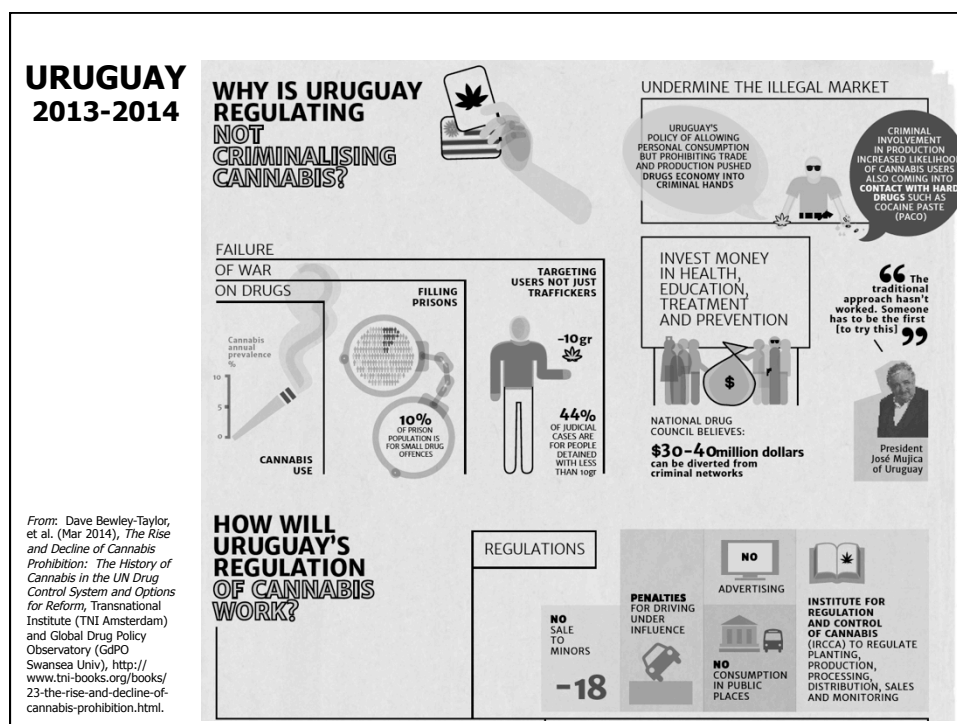 URUGUAY
2013-2014
WHY IS URUGUAY
REGULATING
NOT
CRIMINALISING
CANNABIS?
UNDERMINE THE ILLEGAL MARKET
URUGUAY'S
POLICY OF ALLOWING
PERSONAL CONSUMPTION
BUT PROHIBITING TRADE
AND PRODUCTION PUSHED
DRUGS ECONOMY INTO
CRIMINAL HANDS
CRIMINAL
INVOLVEMENT
IN PRODUCTION
INCREASED LIKELIHOOD
OF CANNABIS USERS
ALSO COMING INTO
CONTACT WITH HARD
DRUGS SUCH AS
COCAINE PASTE
(PACO)
FAILURE
OF WAR
ON DRUGS
Cannabis
annual
prevalence
%
10
5
0
CANNABIS
USE
FILLING
PRISONS
10%
OF PRISON
POPULATION IS
FOR SMALL DRUG
OFFENCES
TARGETING
USERS NOT JUST
TRAFFICKERS
-10gr
44%
OF JUDICIAL
CASES ARE
FOR PEOPLE
DETAINED
WITH LESS
THAN 10gr
INVEST MONEY
IN HEALTH,
EDUCATION,
TREATMENT
AND PREVENTION
$
NATIONAL DRUG
COUNCIL BELIEVES:
$30-40million dollars
can be diverted from
criminal networks
“ The
traditional
approach hasn't
worked. Someone
has to be the first
[to try this] ”
President
José Mujica
of Uruguay
From: Dave Bewley-Taylor,
et al. (Mar 2014), The Rise
and Decline of Cannabis
Prohibition: The History of
Cannabis in the UN Drug
Control System and Options
for Reform, Transnational
Institute (TNI Amsterdam)
and Global Drug Policy
Observatory (GdPO
Swansea Univ), http://
www.tni-books.org/books/
23-the-rise-and-decline-of-
cannabis-prohibition.html.
HOW WILL
URUGUAY'S
REGULATION
OF CANNABIS
WORK?
REGULATIONS
NO
SALE
TO
MINORS
-18
PENALTIES
FOR DRIVING
UNDER
INFLUENCE
NO
ADVERTISING
NO
CONSUMPTION
IN PUBLIC
PLACES
INSTITUTE FOR
REGULATION
AND CONTROL
OF CANNABIS
(IRCCA) TO REGULATE
PLANTING,
PRODUCTION,
PROCESSING,
DISTRIBUTION, SALES
AND MONITORING